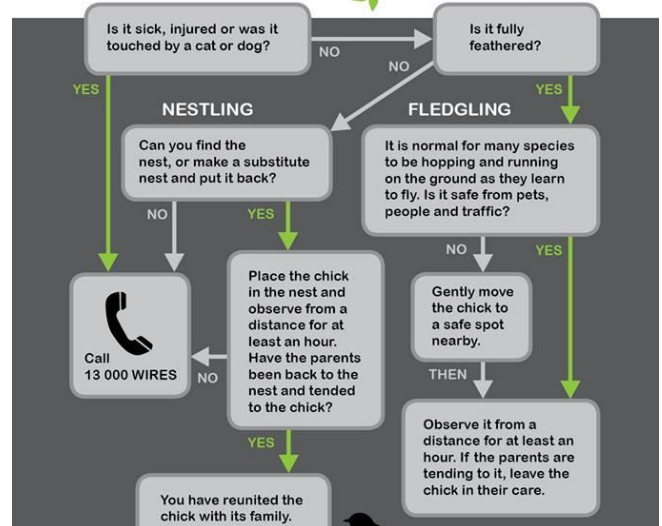 Is it sick, injured or was it
touched by a cat or dog?
NO
Is it fully
feathered?
YES
NO
YES
NESTLING
FLEDGLING
Can you find the
nest, or make a substitute
nest and put it back?
It is normal for many species
to be hopping and running
on the ground as they learn
to fly. Is it safe from pets,
people and traffic?
NO
YES
NO
YES
Place the chick
in the nest and
observe from a
distance for at
least an hour.
Have the parents
been back to the
nest and tended
to the chick?
Gently move
the chick to
a safe spot
nearby.
Call
13 000 WIRES
NO
THEN
YES
Observe it from a
distance for at least an
hour. If the parents are
tending to it, leave the
chick in their care.
You have reunited the
chick with its family.